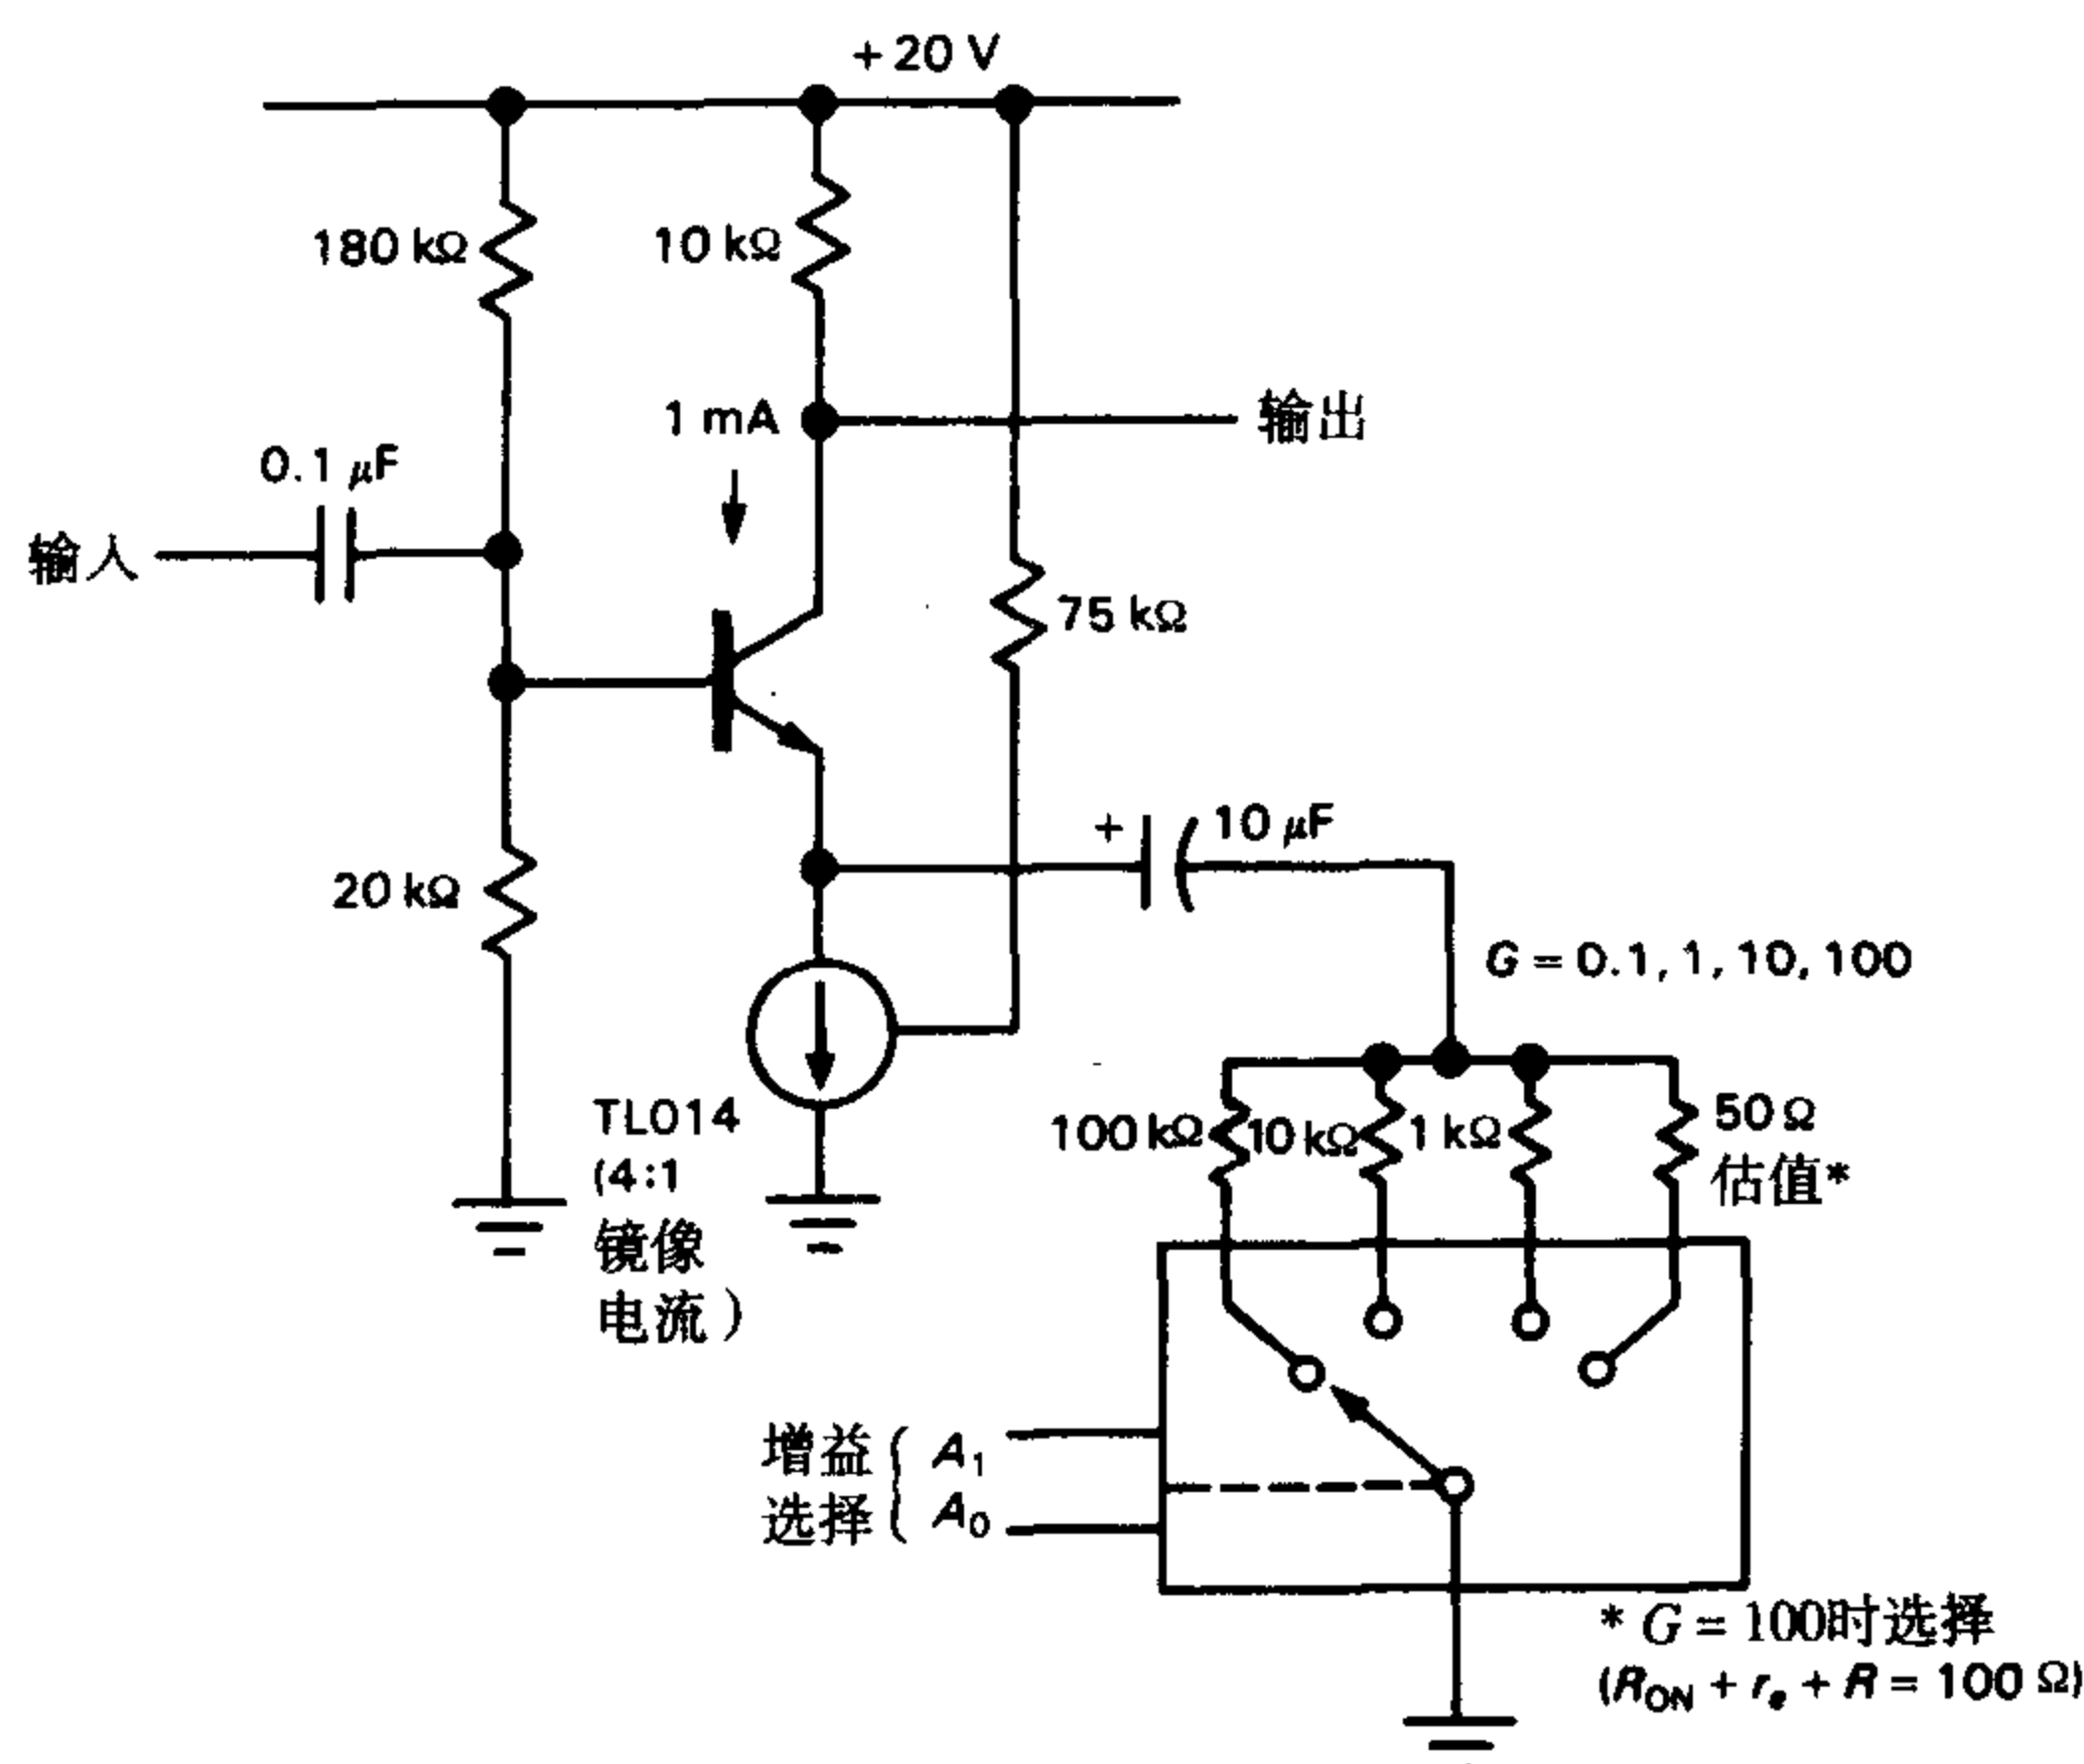 +20 V
180 kΩ
10 kΩ
1 mA
输出
0.1 μF
输入
75 kΩ
+
10 μF
20 kΩ
G = 0.1, 1, 10, 100
TL014
(4:1
镜像
电流)
100 kΩ
10 kΩ
1 kΩ
50 Ω
估值*
增益
选择
A1
A0
* G = 100时选择
(RON + re + R = 100 Ω)